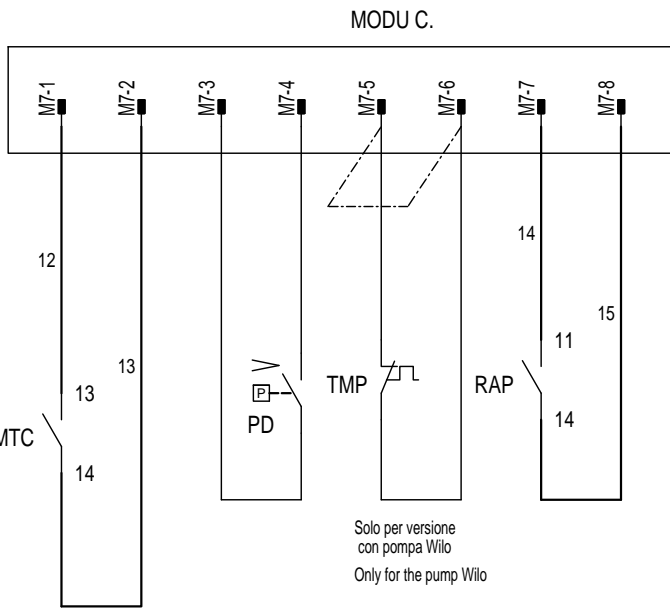 MODU C.
M7-1
M7-2
M7-3
M7-4
M7-5
M7-6
M7-7
M7-8
12
13
14
15
13
MTC
14
P
PD
TMP
RAP
11
14
Solo per versione
con pompa Wilo
Only for the pump Wilo